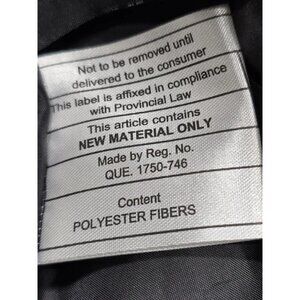 Not to be removed until
delivered to the consumer
This label is affixed in compliance
with Provincial Law
This article contains
NEW MATERIAL ONLY
Made by Reg. No.
QUE. 1750-746
Content
POLYESTER FIBERS